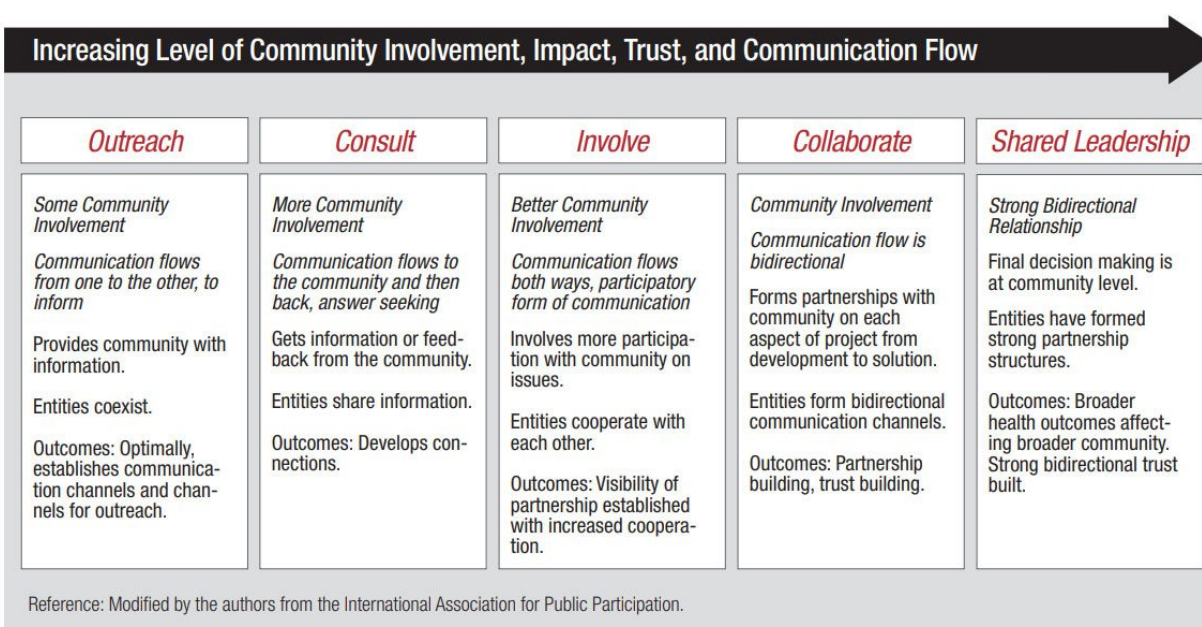 Increasing Level of Community Involvement, Impact, Trust, and Communication Flow
Outreach
Some Community
Involvement
Communication flows
from one to the other, to
inform
Provides community with
information.
Entities coexist.
Outcomes: Optimally,
establishes communica-
tion channels and chan-
nels for outreach.
Consult
More Community
Involvement
Communication flows to
the community and then
back, answer seeking
Gets information or feed-
back from the community.
Entities share information.
Outcomes: Develops con-
nections.
Involve
Better Community
Involvement
Communication flows
both ways, participatory
form of communication
Involves more participa-
tion with community on
issues.
Entities cooperate with
each other.
Outcomes: Visibility of
partnership established
with increased coopera-
tion.
Collaborate
Community Involvement
Communication flow is
bidirectional
Forms partnerships with
community on each
aspect of project from
development to solution.
Entities form bidirectional
communication channels.
Outcomes: Partnership
building, trust building.
Shared Leadership
Strong Bidirectional
Relationship
Final decision making is
at community level.
Entities have formed
strong partnership
structures.
Outcomes: Broader
health outcomes affect-
ing broader community.
Strong bidirectional trust
built.
Reference: Modified by the authors from the International Association for Public Participation.